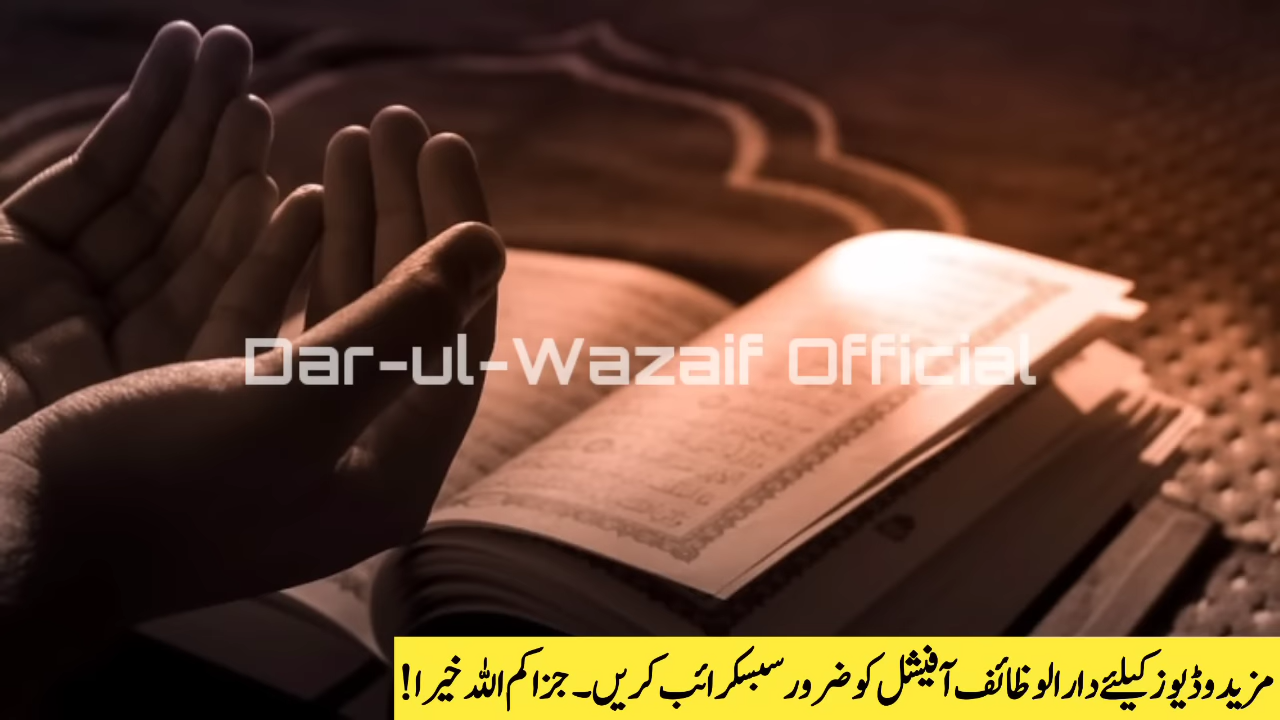 Dar-ul-Wazaif Official
مزید وڈیوز کیلئے دارالوظائف آفیشل کو ضرور سبسکرائب کریں۔ جزاکم اللہ خیرا!